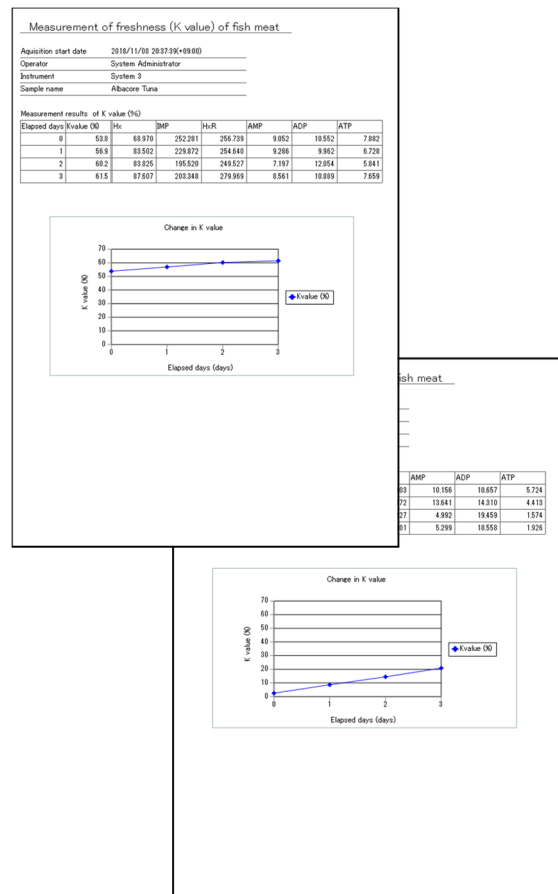 Measurement of freshness (K value) of fish meat
Aquisition start date 2018/11/08 20:37:39(+09:00)
Operator System Administrator
Instrument System 3
Sample name Albacore Tuna
Measurement results of K value (%)
Elapsed days Kvalue (%) Hx IMP HxR AMP ADP ATP
0 53.8 68.970 252.281 256.739 9.052 10.552 7.882
1 56.9 83.502 229.872 254.640 9.286 9.962 6.728
2 60.2 83.825 195.520 249.527 7.197 12.054 5.841
3 61.5 87.607 203.348 279.969 8.561 10.889 7.659
Change in K value
70
60
50
40
30
20
10
0
K value (%)
0 1 2 3
Elapsed days (days)
Kvalue (%)
ish meat
AMP ADP ATP
03 10.156 18.657 5.724
72 13.641 14.310 4.413
27 4.992 19.459 1.574
01 5.299 18.558 1.926
Change in K value
70
60
50
40
30
20
10
0
K value (%)
0 1 2 3
Elapsed days (days)
Kvalue (%)